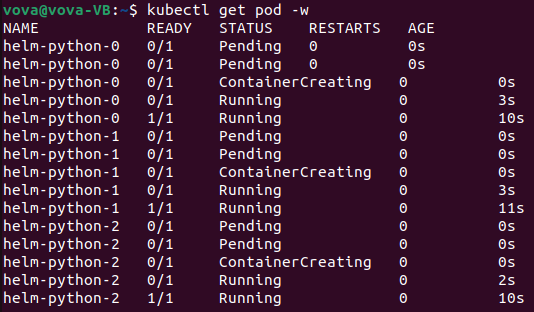 vova@vova-VB:~$ kubectl get pod -w
NAME            READY   STATUS    RESTARTS   AGE
helm-python-0   0/1     Pending   0          0s
helm-python-0   0/1     Pending   0          0s
helm-python-0   0/1     ContainerCreating   0          0s
helm-python-0   0/1     Running             0          3s
helm-python-0   1/1     Running             0          10s
helm-python-1   0/1     Pending             0          0s
helm-python-1   0/1     Pending             0          0s
helm-python-1   0/1     ContainerCreating   0          0s
helm-python-1   0/1     Running             0          3s
helm-python-1   1/1     Running             0          11s
helm-python-2   0/1     Pending             0          0s
helm-python-2   0/1     Pending             0          0s
helm-python-2   0/1     ContainerCreating   0          0s
helm-python-2   0/1     Running             0          2s
helm-python-2   1/1     Running             0          10s